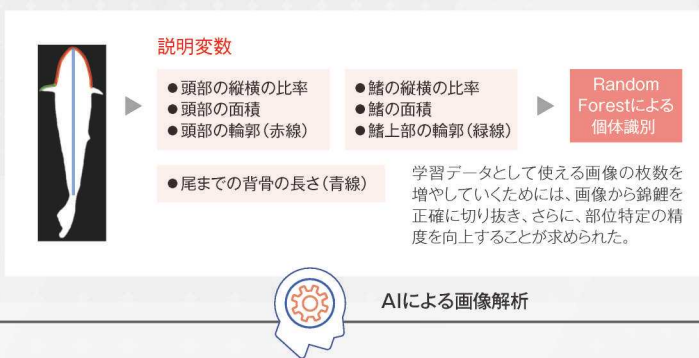 説明変数
●頭部の縦横の比率
●頭部の面積
●頭部の輪郭(赤線)
●鰭の縦横の比率
●鰭の面積
●鰭上部の輪郭(緑線)
Random
Forestによる
個体識別
●尾までの背骨の長さ(青線)
学習データとして使える画像の枚数を
増やしていくためには、画像から錦鯉を
正確に切り抜き、さらに、部位特定の精
度を向上することが求められた。
AIによる画像解析